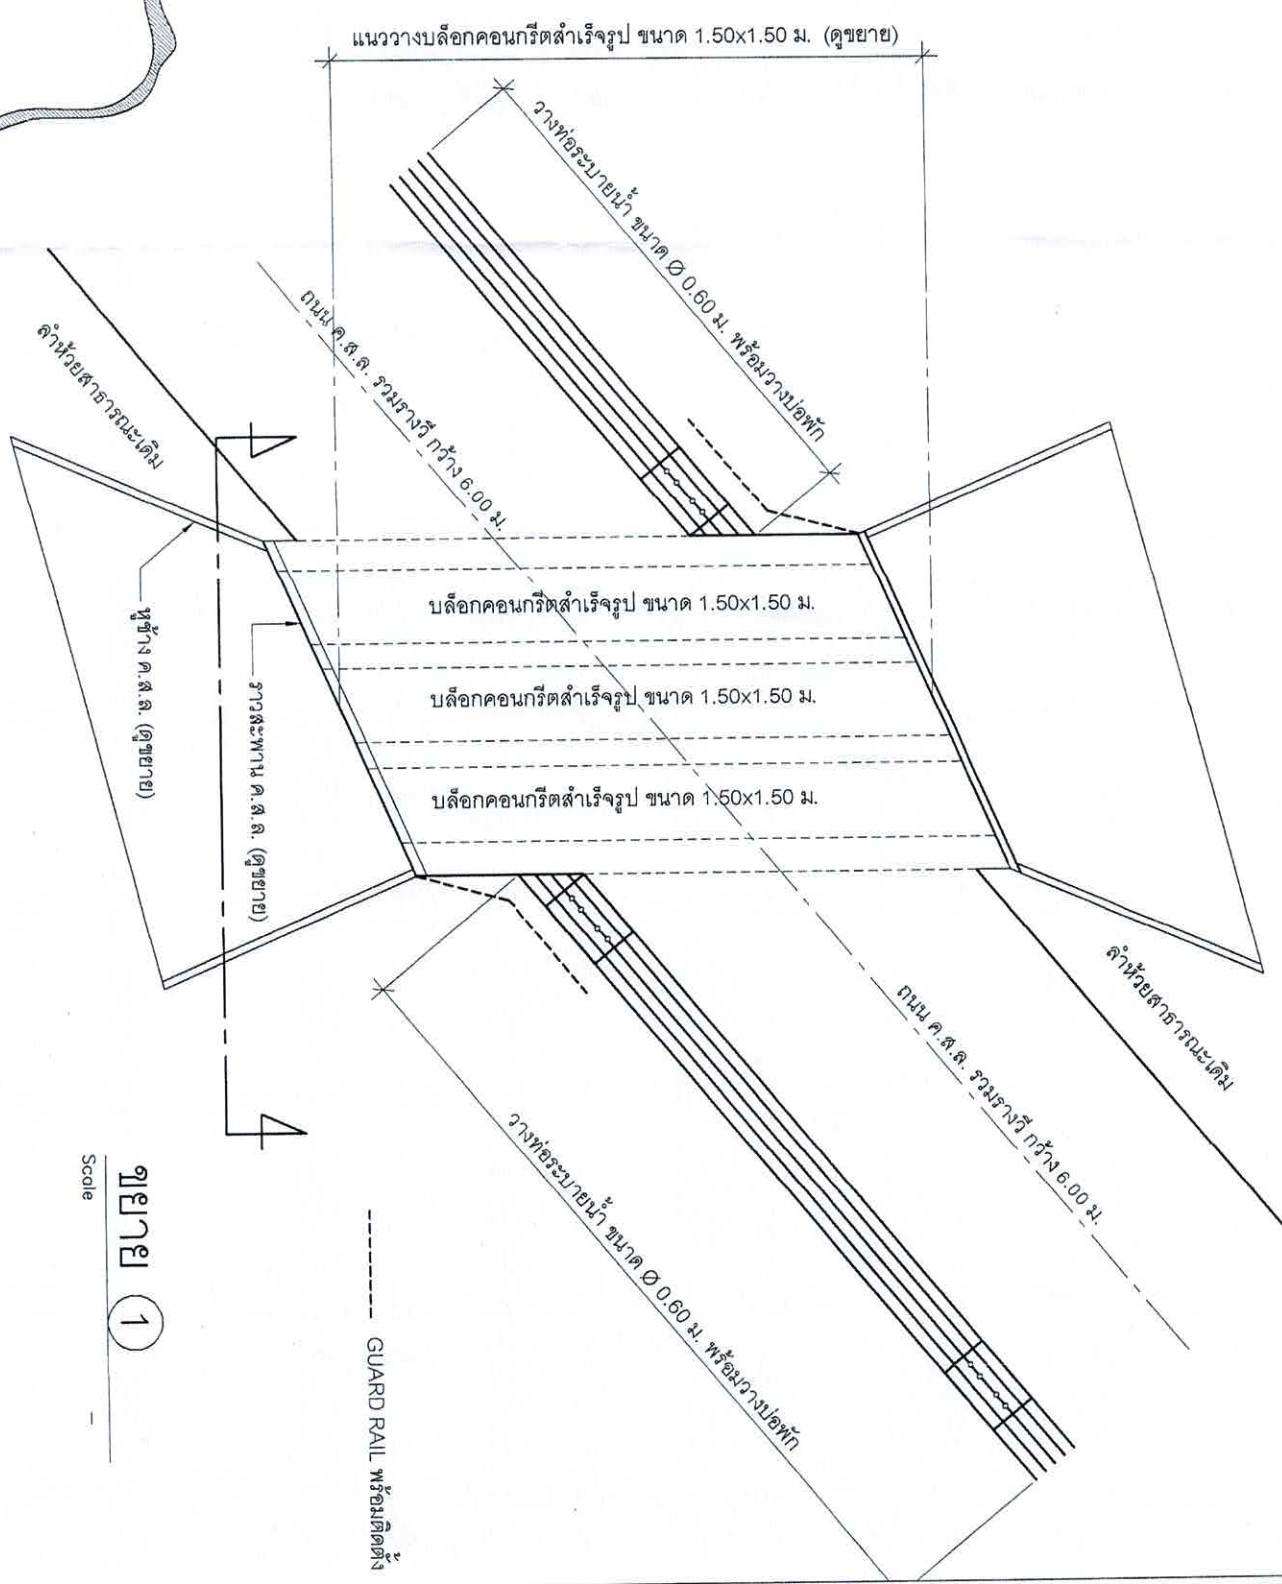 แนววางบล็อกคอนกรีตสำเร็จรูป ขนาด 1.50x1.50 ม. (ดูขยาย)
วางท่อระบายน้ำ ขนาด Ø 0.60 ม. พร้อมวางบ่อพัก
ถนน ค.ส.ล. รวมรางวี กว้าง 6.00 ม.
ลำห้วยสาธารณะเดิม
บล็อกคอนกรีตสำเร็จรูป ขนาด 1.50x1.50 ม.
บล็อกคอนกรีตสำเร็จรูป ขนาด 1.50x1.50 ม.
บล็อกคอนกรีตสำเร็จรูป ขนาด 1.50x1.50 ม.
หูช้าง ค.ส.ล. (ดูขยาย)
ราวสะพาน ค.ส.ล. (ดูขยาย)
ลำห้วยสาธารณะเดิม
ถนน ค.ส.ล. รวมรางวี กว้าง 6.00 ม.
วางท่อระบายน้ำ ขนาด Ø 0.60 ม. พร้อมวางบ่อพัก
GUARD RAIL พร้อมติดตั้ง
ขยาย 1
Scale -